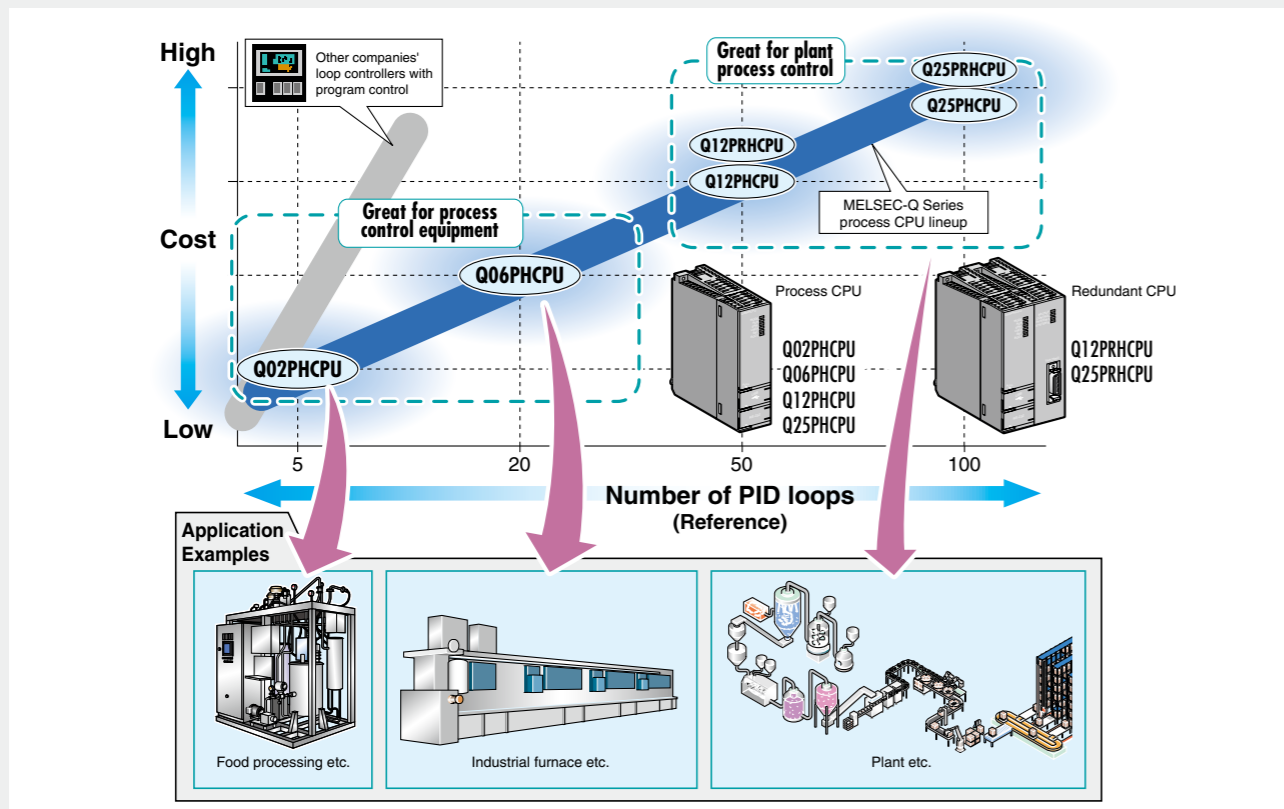 High
Cost
Low
Other companies'
loop controllers with
program control
Great for process
control equipment
Great for plant
process control
Q02PHCPU
Q06PHCPU
Q12PRHCPU
Q12PHCPU
Q25PRHCPU
Q25PHCPU
MELSEC-Q Series
process CPU lineup
Process CPU
Q02PHCPU
Q06PHCPU
Q12PHCPU
Q25PHCPU
Redundant CPU
Q12PRHCPU
Q25PRHCPU
5
20
50
100
Number of PID loops
(Reference)
Application
Examples
Food processing etc.
Industrial furnace etc.
Plant etc.